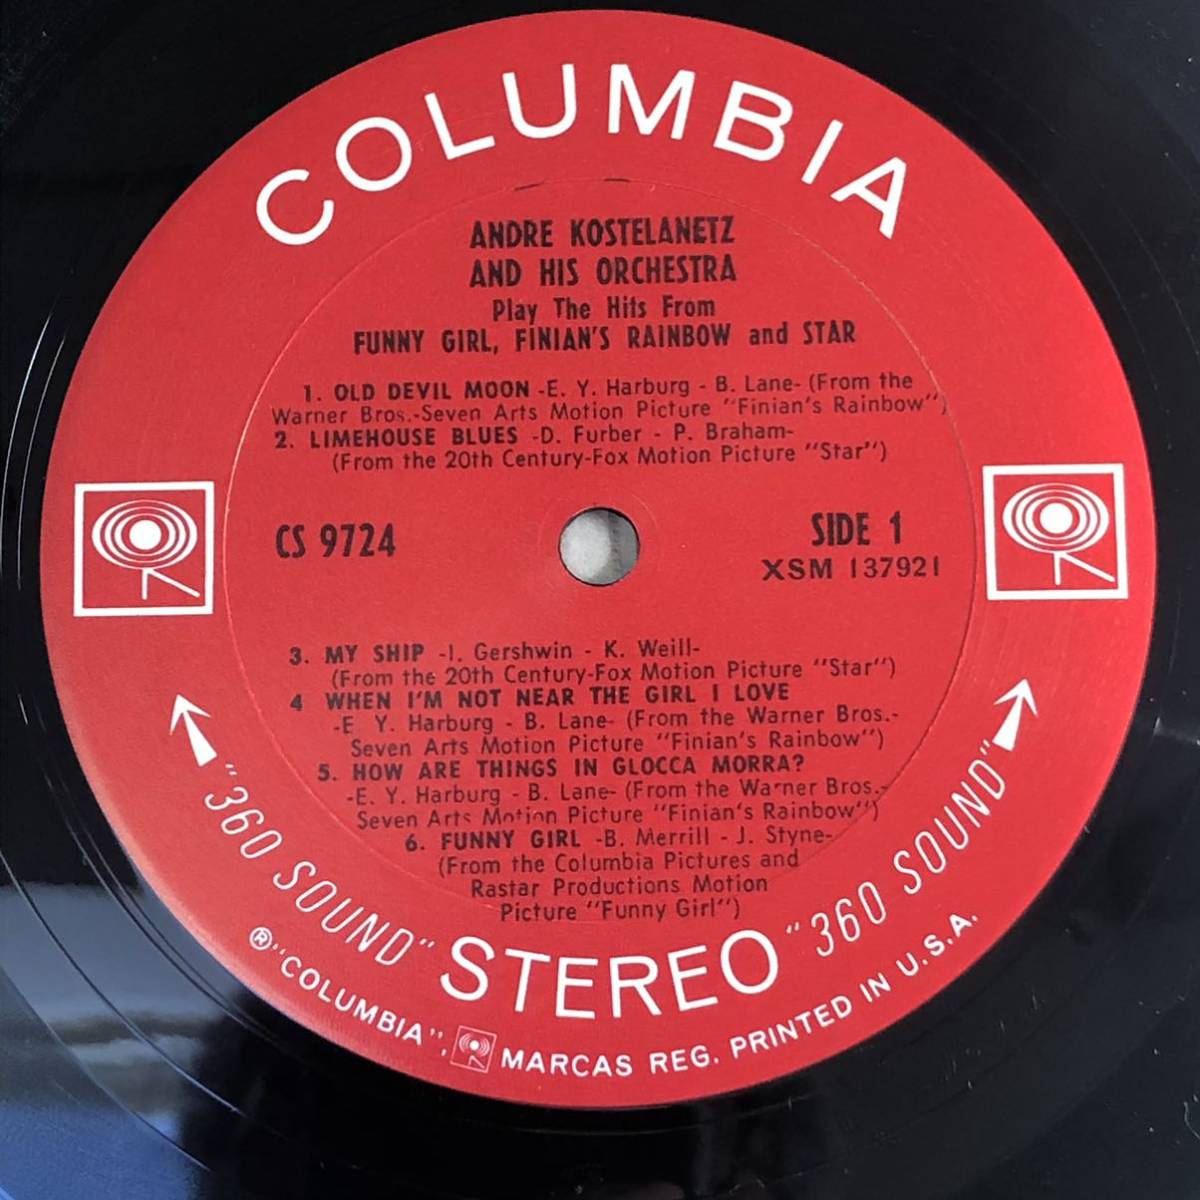 COLUMBIA
ANDRE KOSTELANETZ
AND HIS ORCHESTRA
Play The Hits From
FUNNY GIRL, FINIAN'S RAINBOW and STAR
1. OLD DEVIL MOON -E. Y. Harburg - B. Lane- (From the
Warner Bros.-Seven Arts Motion Picture "Finian's Rainbow")
2. LIMEHOUSE BLUES -D. Furber - P. Braham-
(From the 20th Century-Fox Motion Picture "Star")
CS 9724
SIDE 1
XSM 137921
3. MY SHIP -I. Gershwin - K. Weill-
(From the 20th Century-Fox Motion Picture "Star")
4 WHEN I'M NOT NEAR THE GIRL I LOVE
-E Y. Harburg - B. Lane- (From the Warner Bros.-
Seven Arts Motion Picture "Finian's Rainbow")
5. HOW ARE THINGS IN GLOCCA MORRA?
-E. Y. Harburg - B. Lane- (From the Warner Bros.-
Seven Arts Motion Picture "Finian's Rainbow")
6. FUNNY GIRL -B. Merrill - J. Styne-
(From the Columbia Pictures and
Rastar Productions Motion
Picture "Funny Girl")
"360 SOUND" STEREO "360 SOUND"
® "COLUMBIA", MARCAS REG. PRINTED IN U.S.A.